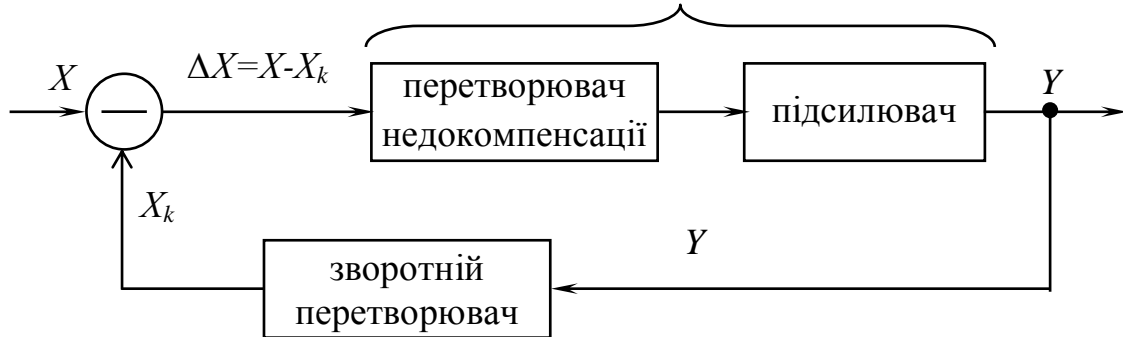 X
ΔX=X-Xk
перетворювач
недокомпенсації
підсилювач
Y
Xk
Y
зворотній
перетворювач